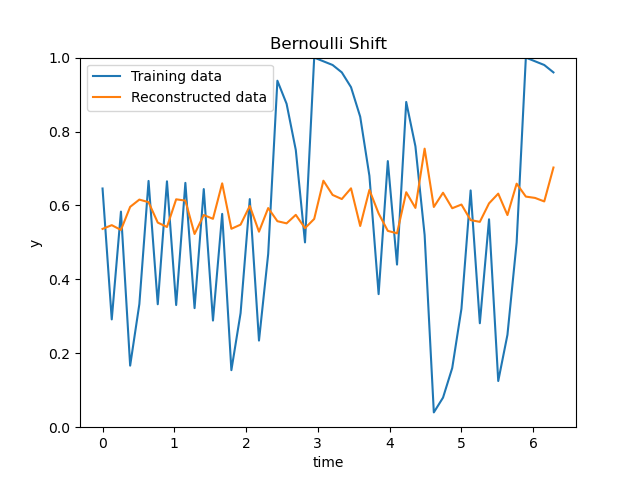 Bernoulli Shift
Training data
Reconstructed data
1.0
0.8
0.6
0.4
0.2
0.0
y
0 1 2 3 4 5 6
time